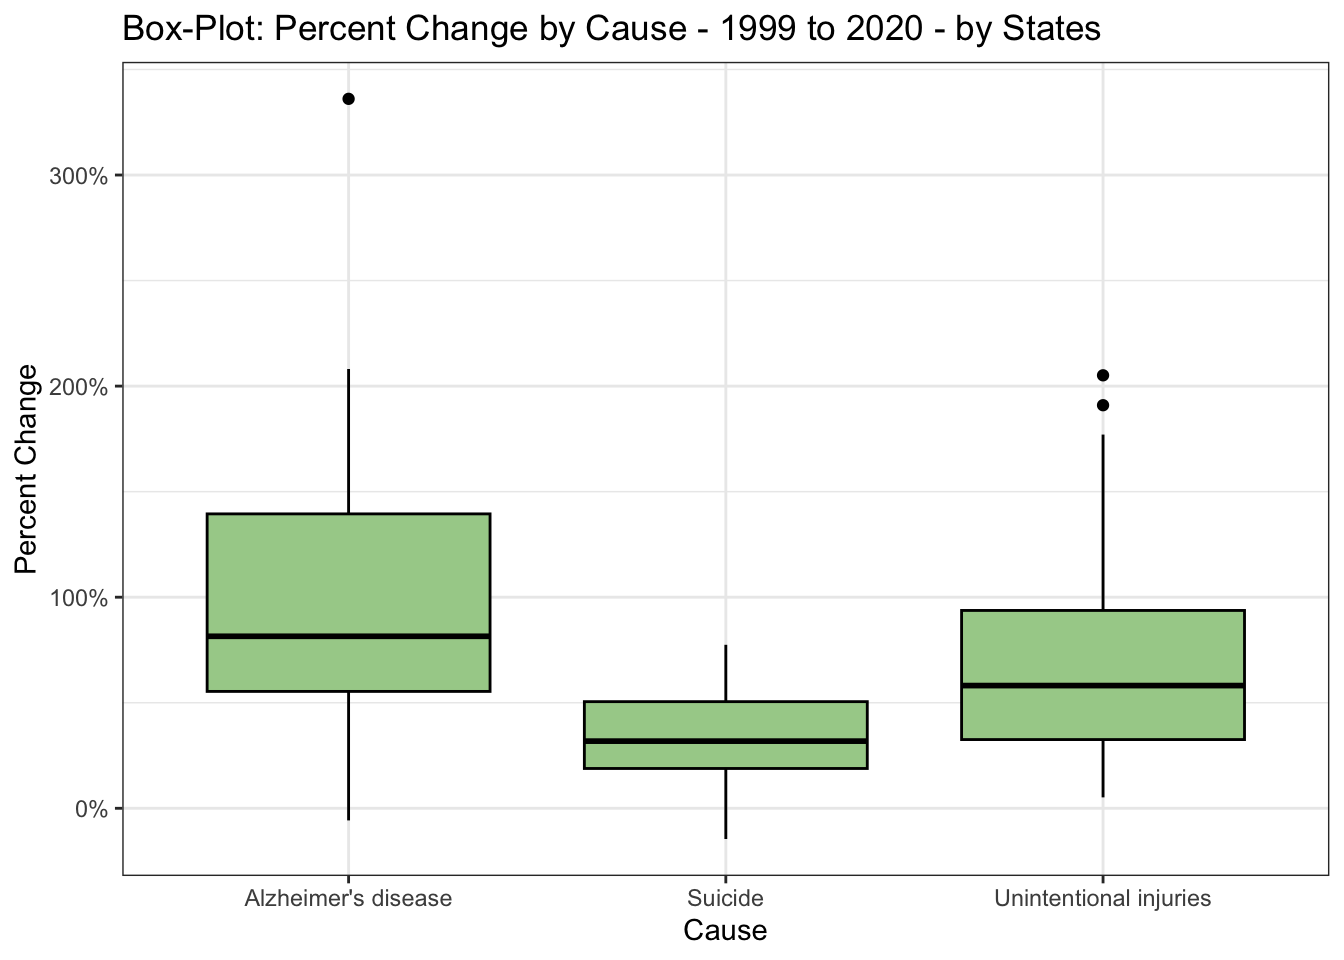 Box-Plot: Percent Change by Cause - 1999 to 2020 - by States
Percent Change
300%
200%
100%
0%
Alzheimer's disease
Suicide
Unintentional injuries
Cause